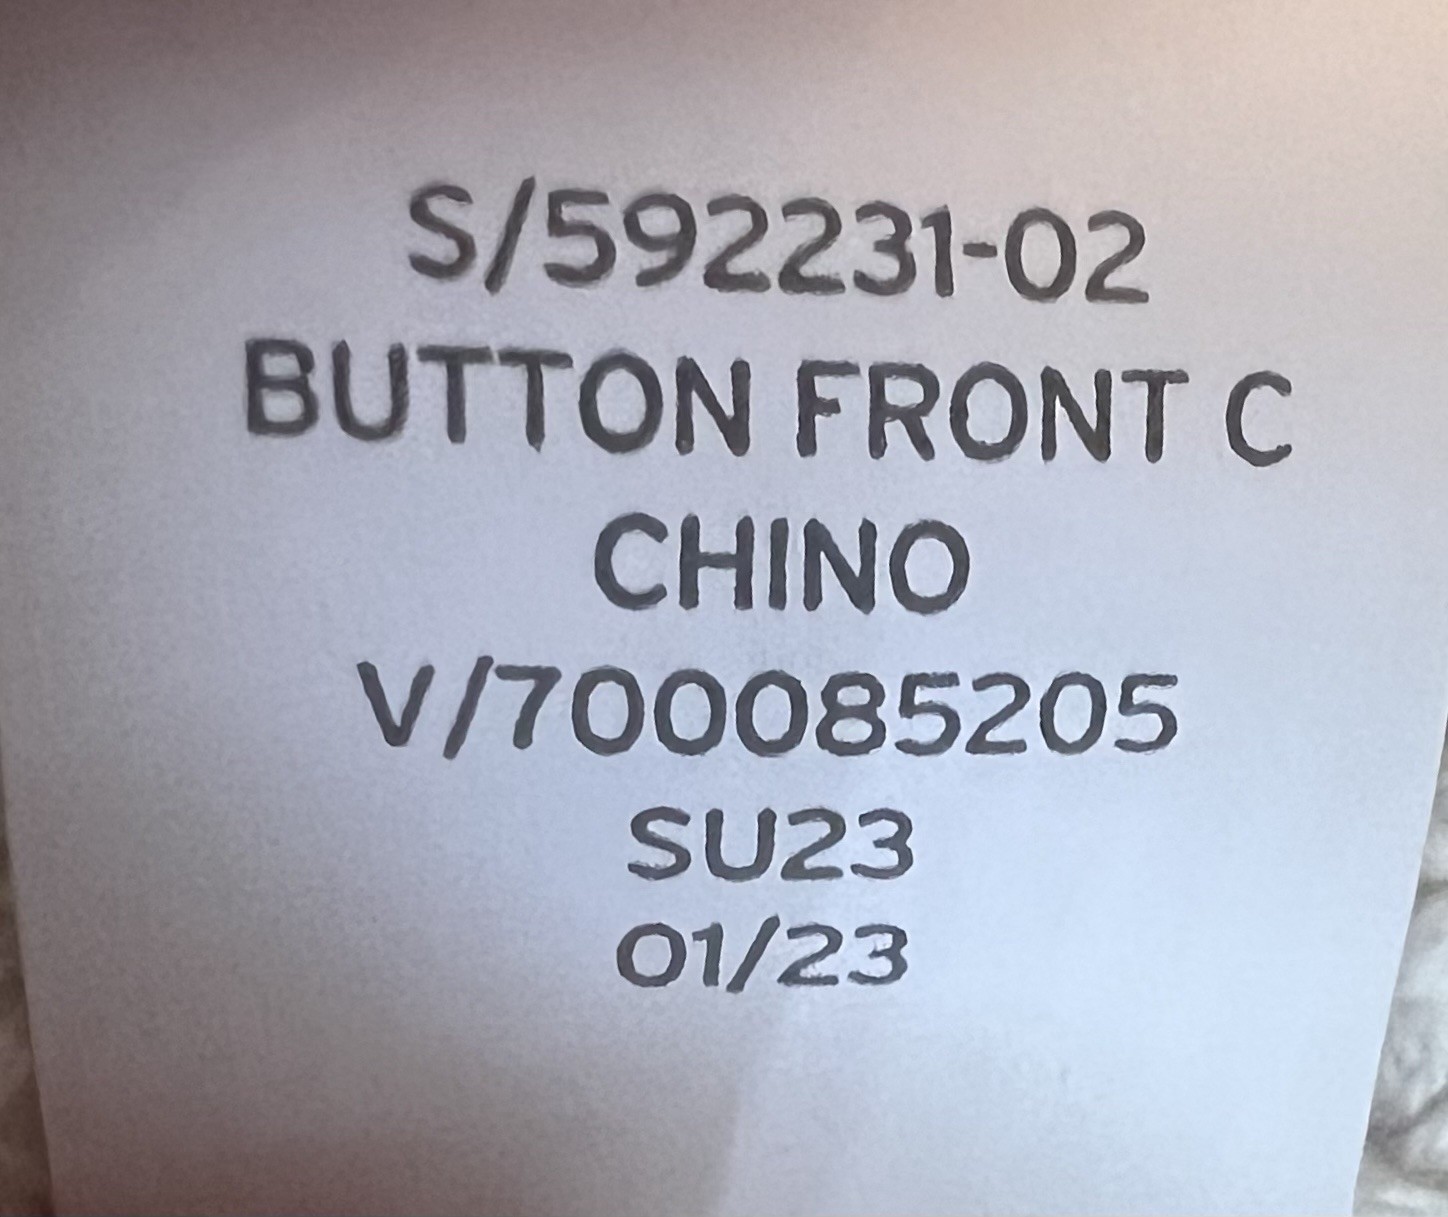 S/592231-02
BUTTON FRONT C
CHINO
V/700085205
SU23
01/23